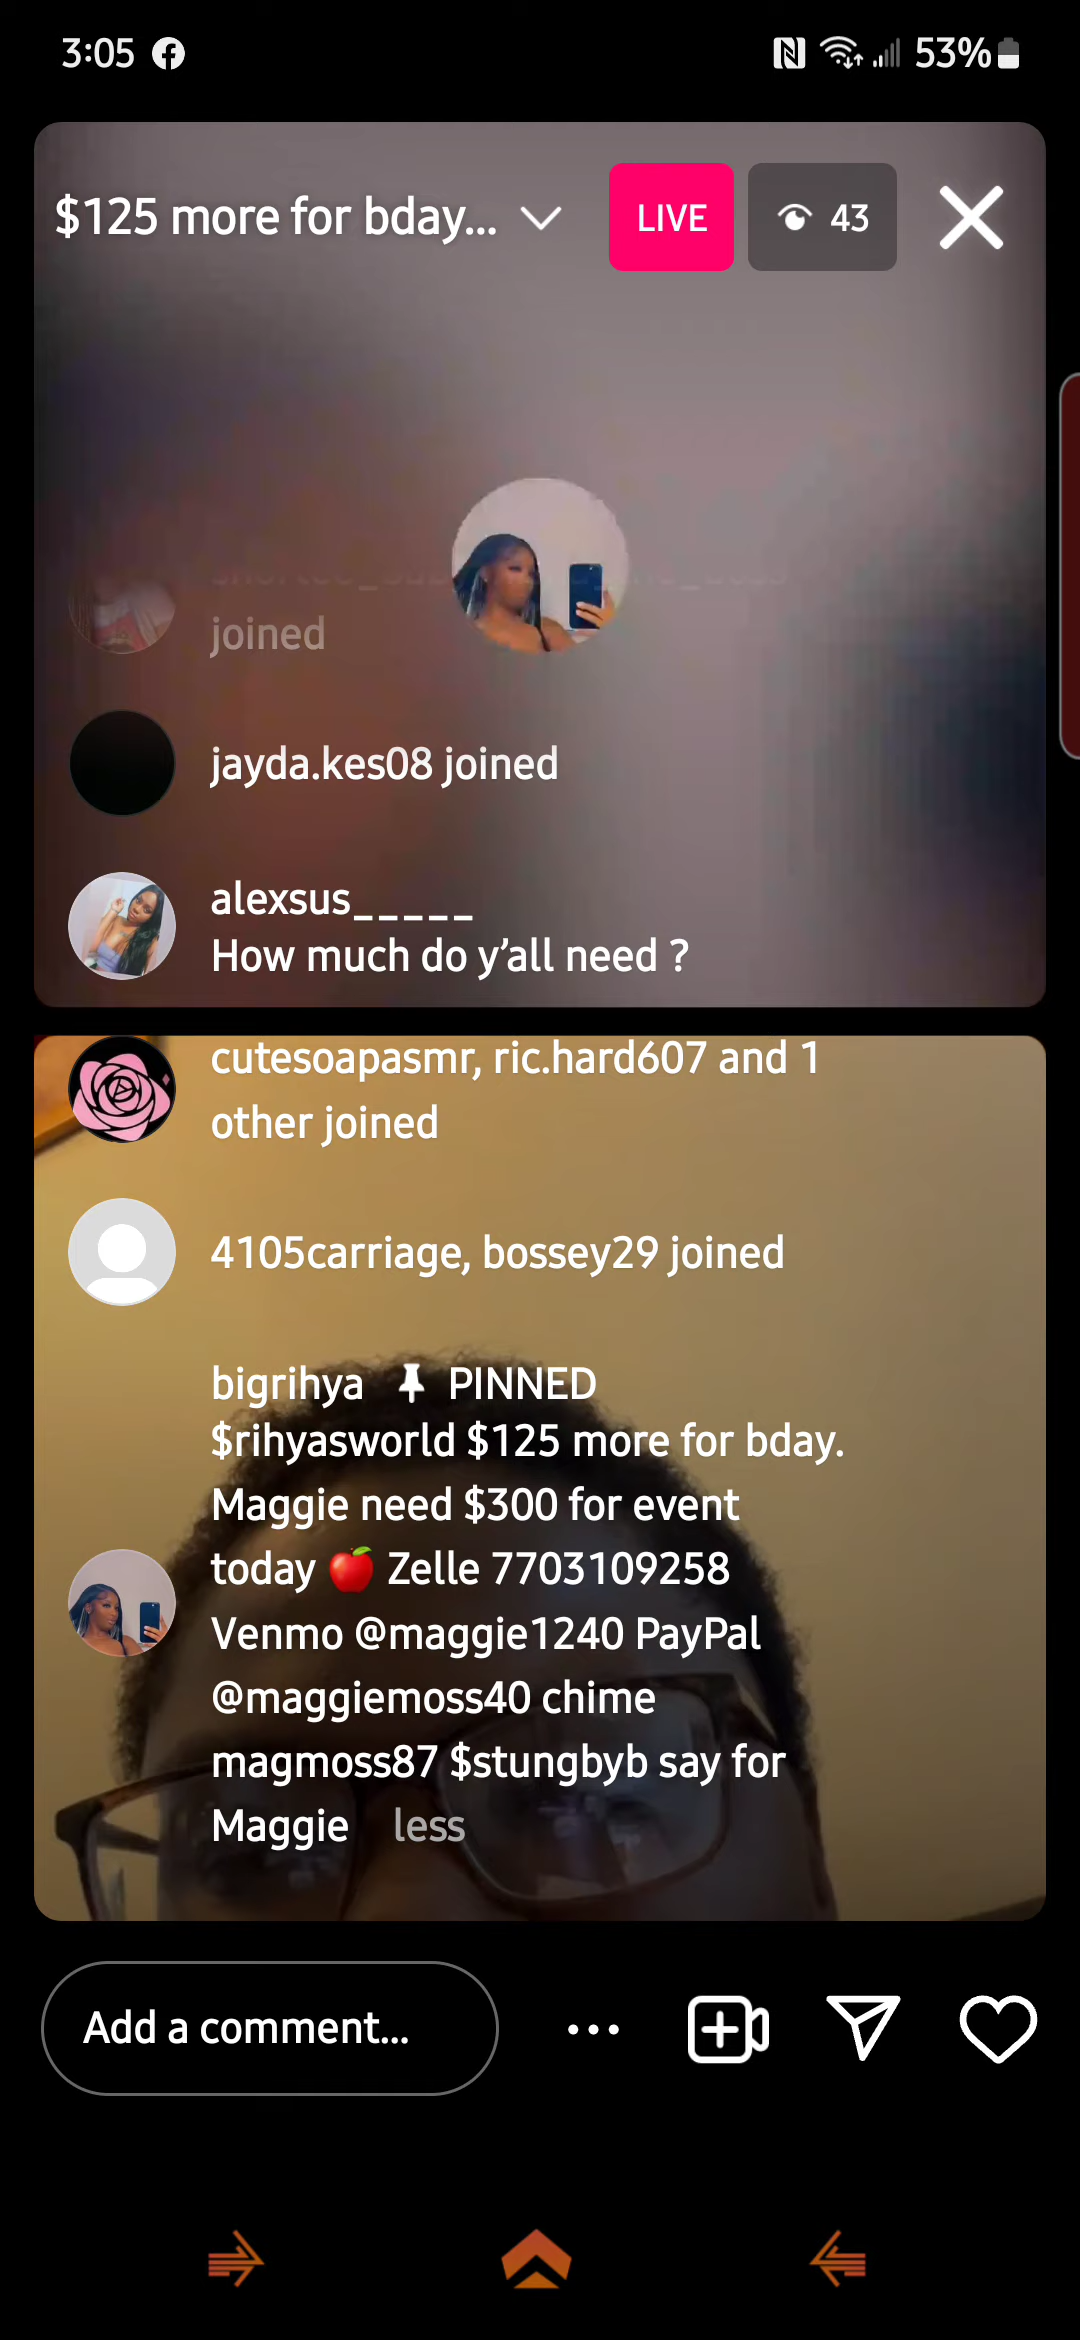 3:05
53%
$125 more for bday...
LIVE
43
joined
jayda.kes08 joined
alexsus_____
How much do y'all need ?
cutesoapasmr, ric.hard607 and 1
other joined
4105carriage, bossey29 joined
bigrihya PINNED
$rihyasworld $125 more for bday.
Maggie need $300 for event
today 🍎 Zelle 7703109258
Venmo @maggie1240 PayPal
@maggiemoss40 chime
magmoss87 $stungbyb say for
Maggie less
Add a comment...